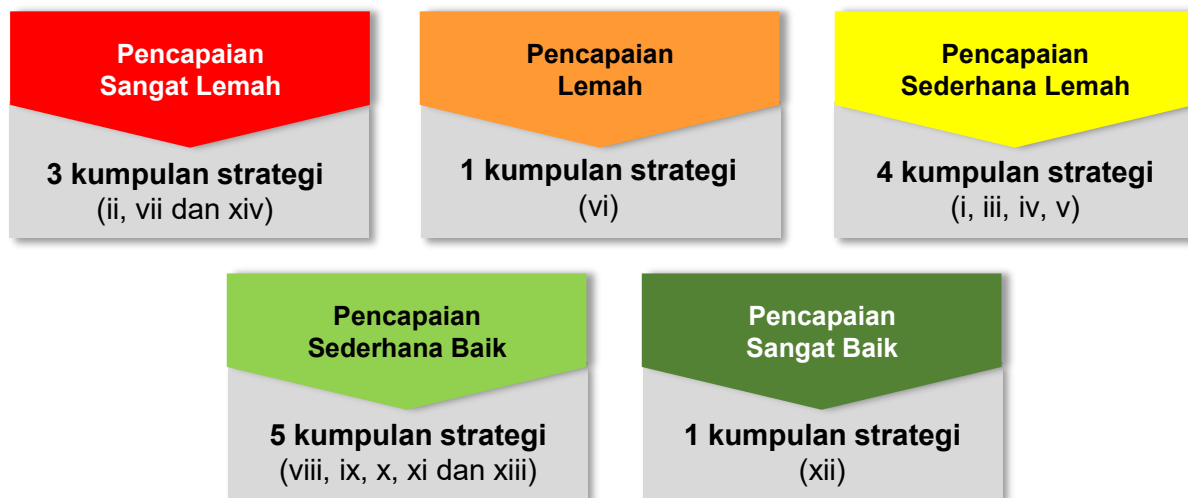 Pencapaian
Sangat Lemah
3 kumpulan strategi
(ii, vii dan xiv)
Pencapaian
Lemah
1 kumpulan strategi
(vi)
Pencapaian
Sederhana Lemah
4 kumpulan strategi
(i, iii, iv, v)
Pencapaian
Sederhana Baik
5 kumpulan strategi
(viii, ix, x, xi dan xiii)
Pencapaian
Sangat Baik
1 kumpulan strategi
(xii)